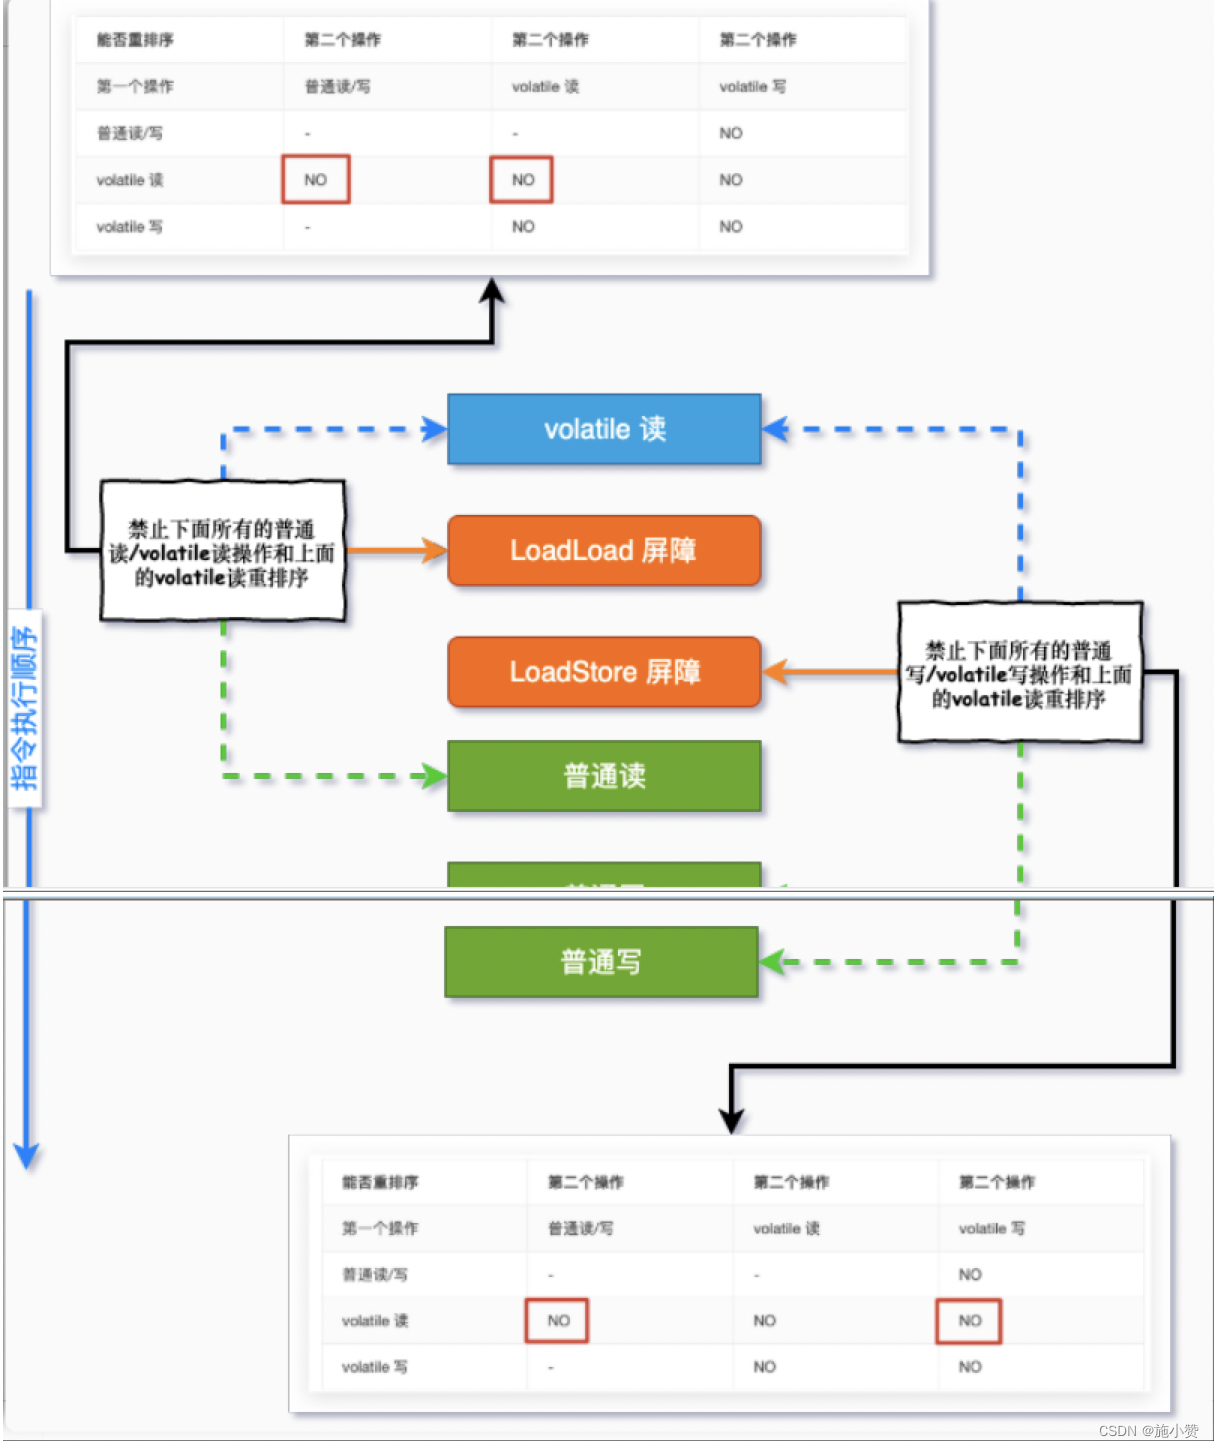 能否重排序 第二个操作 第二个操作 第二个操作
第一个操作 普通读/写 volatile 读 volatile 写
普通读/写 - - NO
volatile 读 NO NO NO
volatile 写 - NO NO
volatile 读
禁止下面所有的普通
读/volatile读操作和上面
的volatile读重排序
LoadLoad 屏障
LoadStore 屏障
禁止下面所有的普通
写/volatile写操作和上面
的volatile读重排序
指令执行顺序
普通读
普通写
能否重排序 第二个操作 第二个操作 第二个操作
第一个操作 普通读/写 volatile 读 volatile 写
普通读/写 - - NO
volatile 读 NO NO NO
volatile 写 - NO NO
CSDN @施小赞